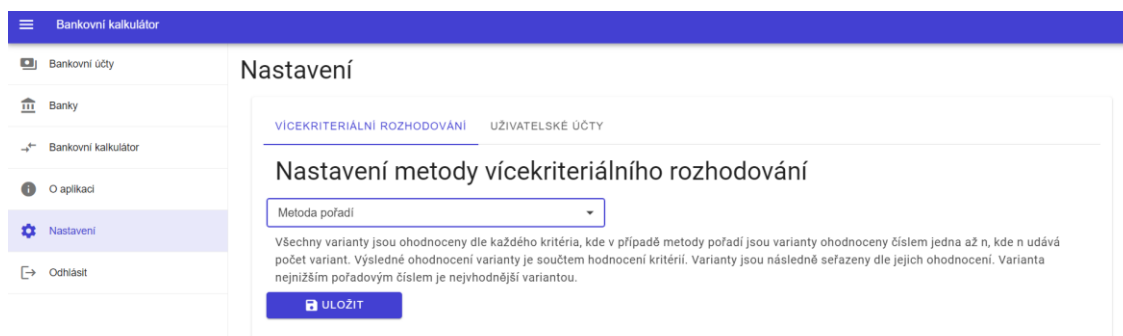 Bankovní kalkulátor
Bankovní účty
Banky
Bankovní kalkulátor
O aplikaci
Nastavení
Odhlásit
Nastavení
VÍCEKRITERIÁLNÍ ROZHODOVÁNÍ UŽIVATELSKÉ ÚČTY
Nastavení metody vícekriteriálního rozhodování
Metoda pořadí
Všechny varianty jsou ohodnoceny dle každého kritéria, kde v případě metody pořadí jsou varianty ohodnoceny číslem jedna až n, kde n udává
počet variant. Výsledné ohodnocení varianty je součtem hodnocení kritérií. Varianty jsou následně seřazeny dle jejich ohodnocení. Varianta
nejnižším pořadovým číslem je nejvhodnější variantou.
ULOŽIT